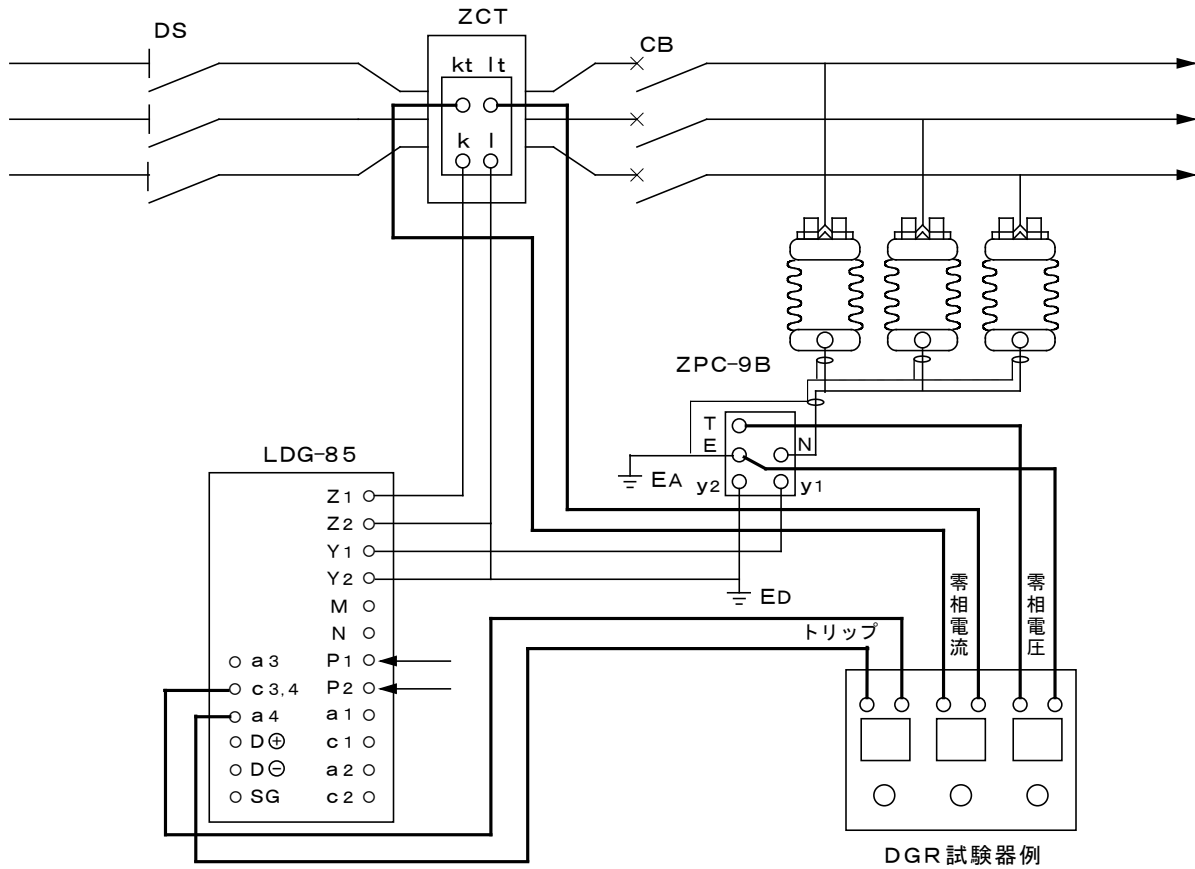 ZCT
DS
CB
kt lt
k l
ZPC-9B
T
E
N
EA
y2
y1
LDG-85
Z1
Z2
Y1
Y2
M
N
ED
零相電流
零相電圧
トリップ
a3 P1
c3,4 P2
a4 a1
D⊕ c1
D⊖ a2
SG c2
DGR試験器例